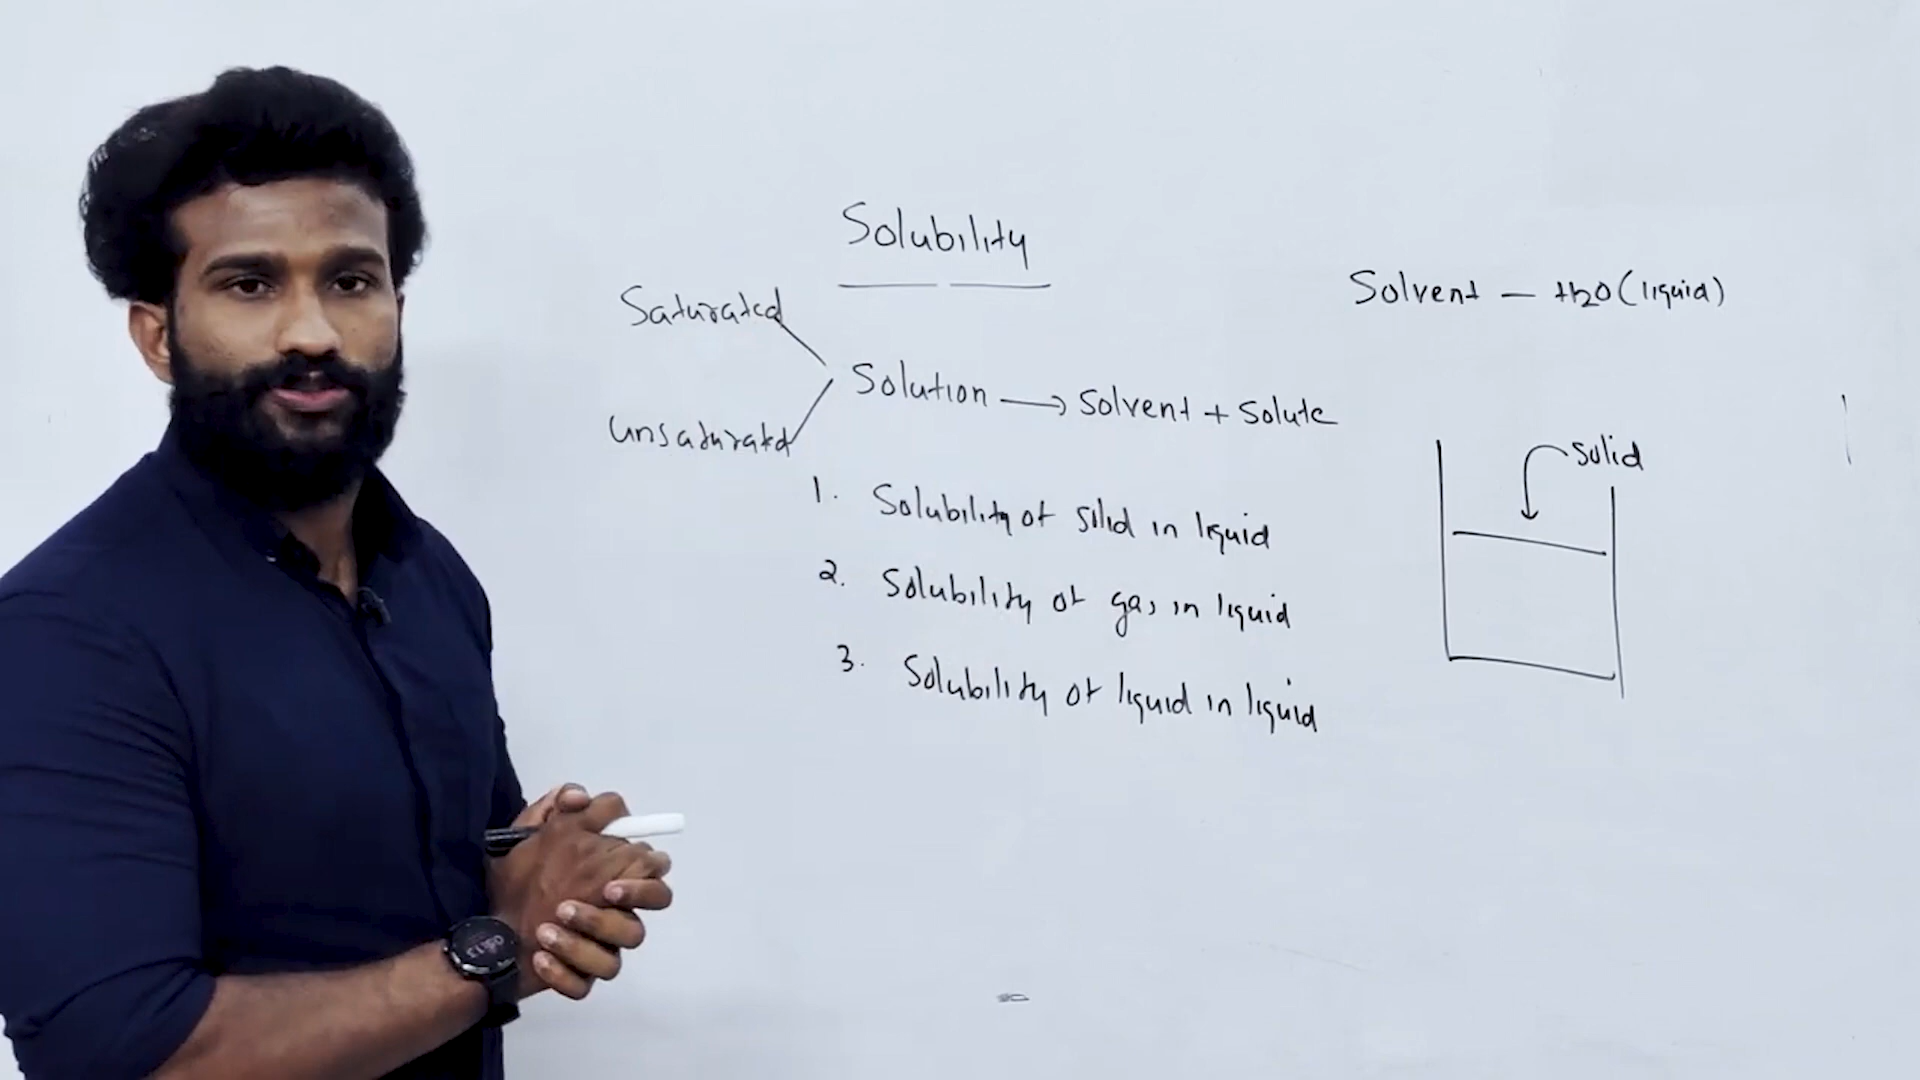 Solubility
Saturated
Unsaturated
Solution → Solvent + Solute
1. Solubility of solid in liquid
2. Solubility of gas in liquid
3. Solubility of liquid in liquid
Solvent — H2O (liquid)
Solid